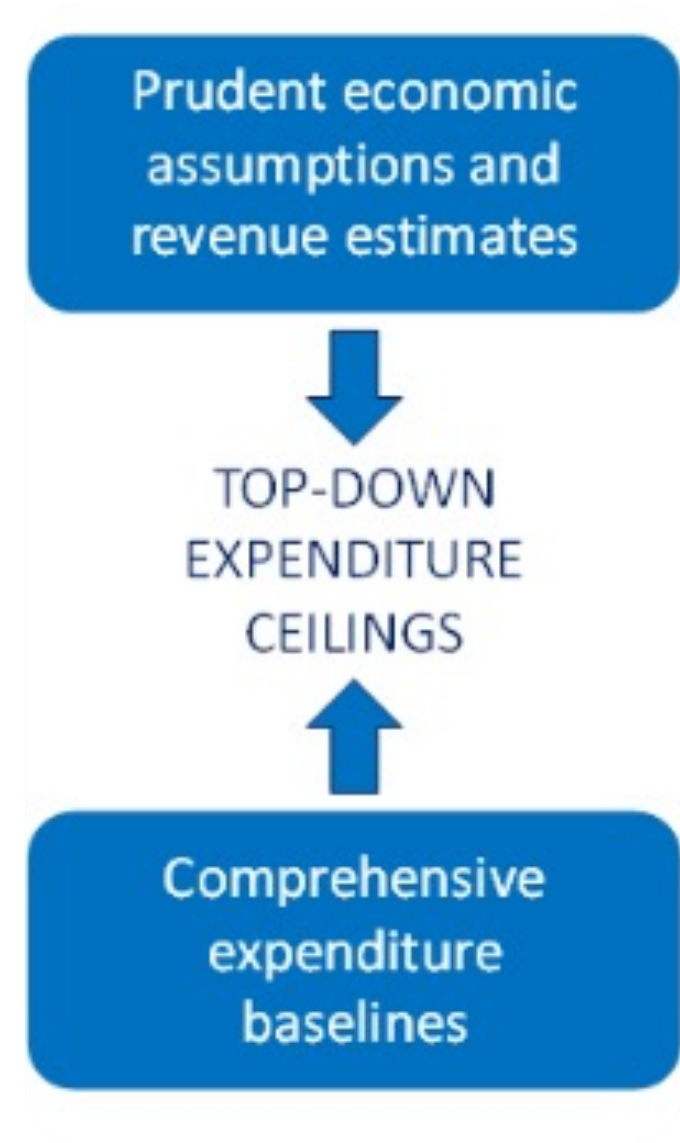 Prudent economic
assumptions and
revenue estimates
TOP-DOWN
EXPENDITURE
CEILINGS
Comprehensive
expenditure
baselines